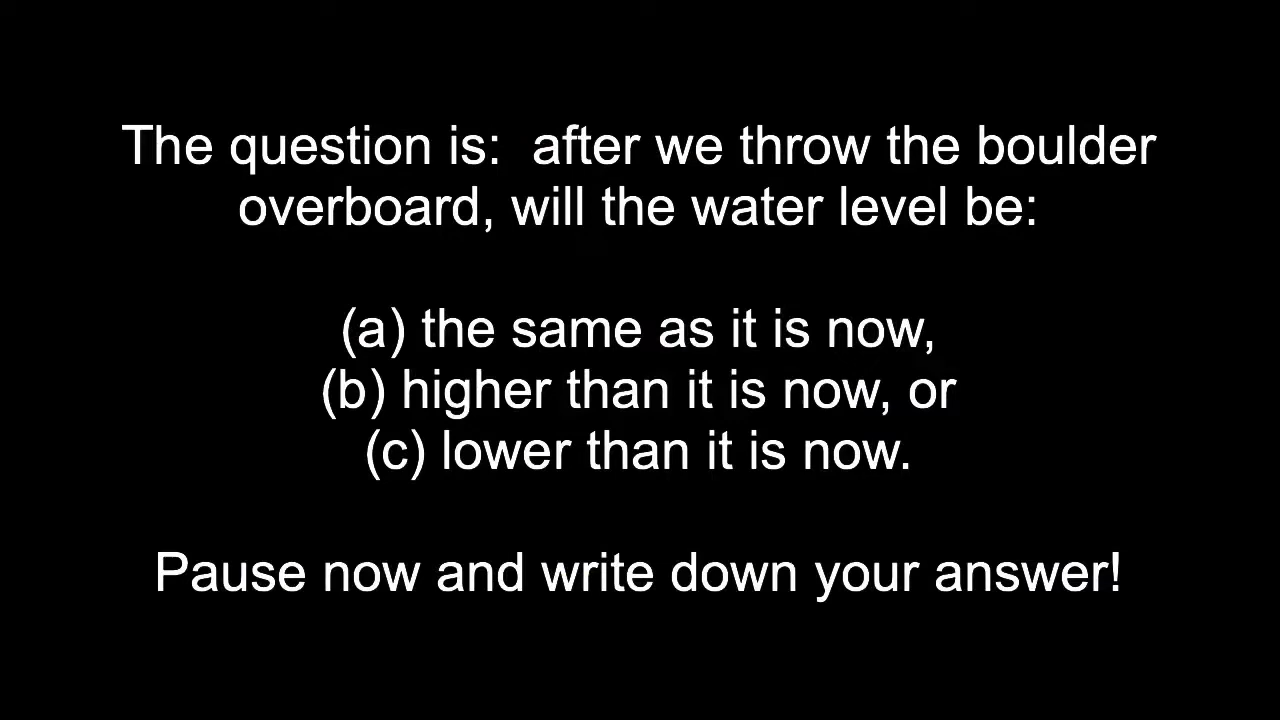 The question is:  after we throw the boulder
overboard, will the water level be:
(a) the same as it is now,
(b) higher than it is now, or
(c) lower than it is now.
Pause now and write down your answer!